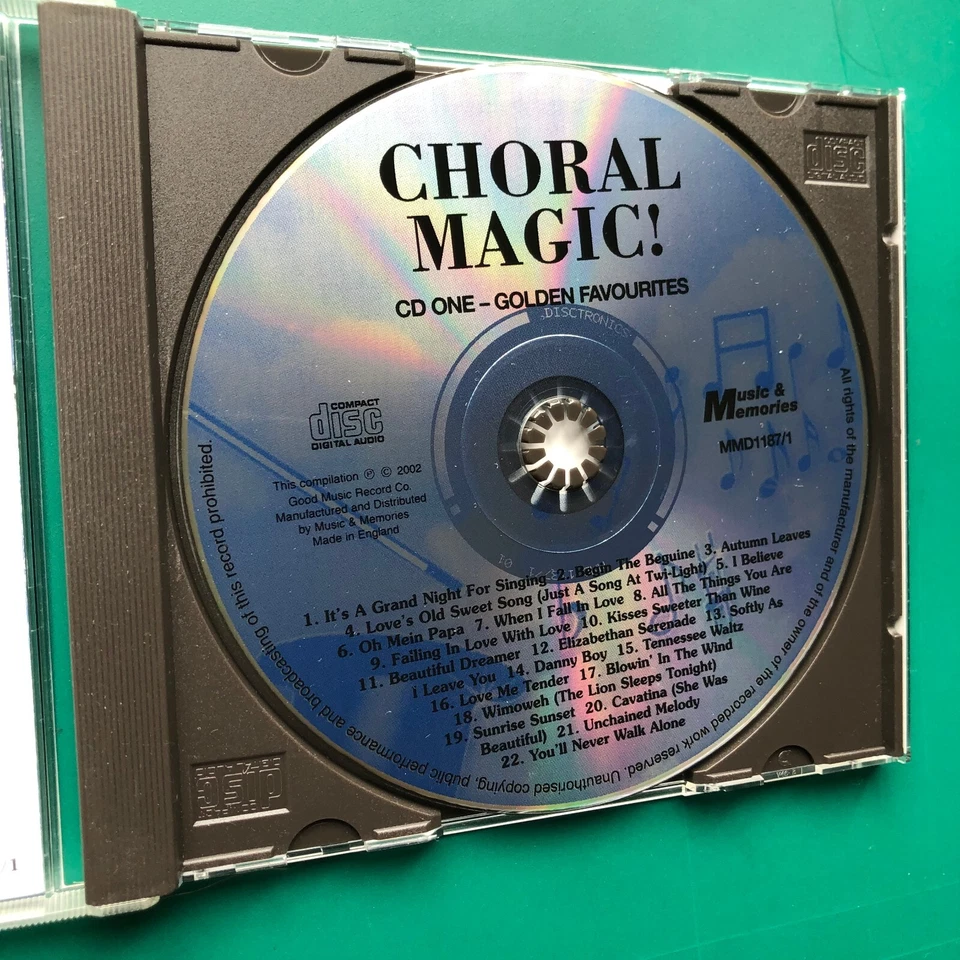 CHORAL
MAGIC!
CD ONE – GOLDEN FAVOURITES
DISCTRONICS
COMPACT
disc
DIGITAL AUDIO
Music &
Memories
MMD1187/1
This compilation ℗ © 2002
Good Music Record Co.
Manufactured and Distributed
by Music & Memories
Made in England
1. It's A Grand Night For Singing 2. Begin The Beguine 3. Autumn Leaves
4. Love's Old Sweet Song (Just A Song At Twi-Light) 5. I Believe
6. Oh Mein Papa 7. When I Fall In Love 8. All The Things You Are
9. Failing In Love With Love 10. Kisses Sweeter Than Wine
11. Beautiful Dreamer 12. Elizabethan Serenade 13. Softly As
i Leave You 14. Danny Boy 15. Tennessee Waltz
16. Love Me Tender 17. Blowin' In The Wind
18. Wimoweh (The Lion Sleeps Tonight)
19. Sunrise Sunset 20. Cavatina (She Was
Beautiful) 21. Unchained Melody
22. You'll Never Walk Alone
All rights of the manufacturer and of the owner of the recorded work reserved. Unauthorised copying, public performance and broadcasting of this record prohibited.
COMPACT
disc
disc
/1